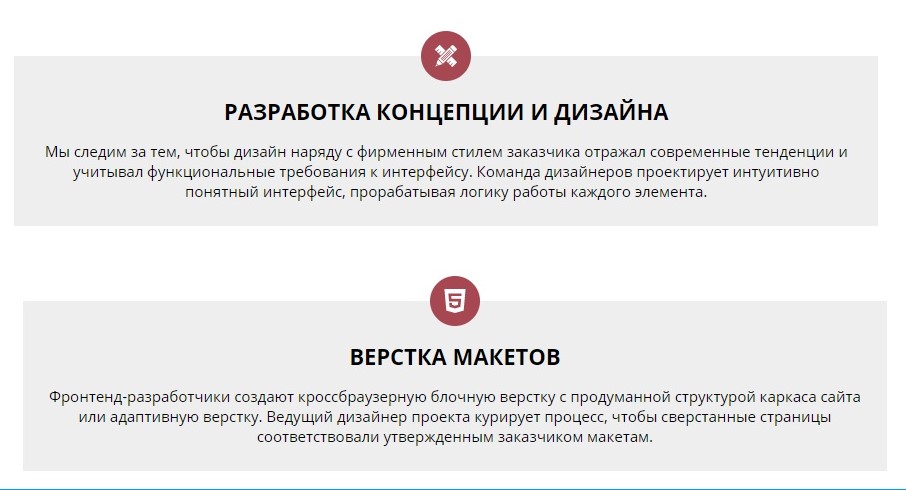 РАЗРАБОТКА КОНЦЕПЦИИ И ДИЗАЙНА
Мы следим за тем, чтобы дизайн наряду с фирменным стилем заказчика отражал современные тенденции и
учитывал функциональные требования к интерфейсу. Команда дизайнеров проектирует интуитивно
понятный интерфейс, прорабатывая логику работы каждого элемента.
5
ВЕРСТКА МАКЕТОВ
Фронтенд-разработчики создают кроссбраузерную блочную верстку с продуманной структурой каркаса сайта
или адаптивную верстку. Ведущий дизайнер проекта курирует процесс, чтобы сверстанные страницы
соответствовали утвержденным заказчиком макетам.